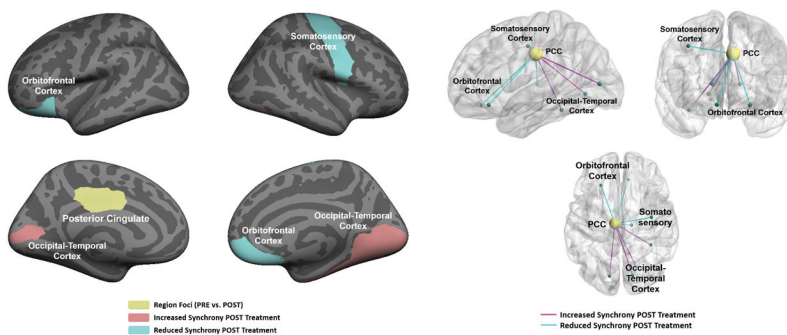 Orbitofrontal
Cortex
Somatosensory
Cortex
Posterior Cingulate
Occipital-Temporal
Cortex
Orbitofrontal
Cortex
Occipital-Temporal
Cortex
Region Foci (PRE vs. POST)
Increased Synchrony POST Treatment
Reduced Synchrony POST Treatment
Somatosensory
Cortex
PCC
Orbitofrontal
Cortex
Occipital-Temporal
Cortex
Somatosensory
Cortex
PCC
Orbitofrontal Cortex
Orbitofrontal
Cortex
PCC
Somato
sensory
Occipital-
Temporal
Cortex
Increased Synchrony POST Treatment
Reduced Synchrony POST Treatment